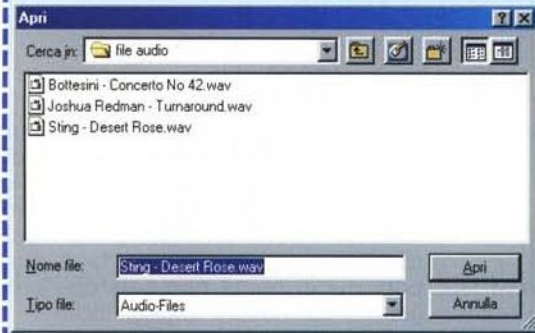 Apri
Cerca in: file audio
Bottesini - Concerto No 42.wav
Joshua Redman - Turnaround.wav
Sting - Desert Rose.wav
Nome file: Sting - Desert Rose.wav Apri
Tipo file: Audio-Files Annulla